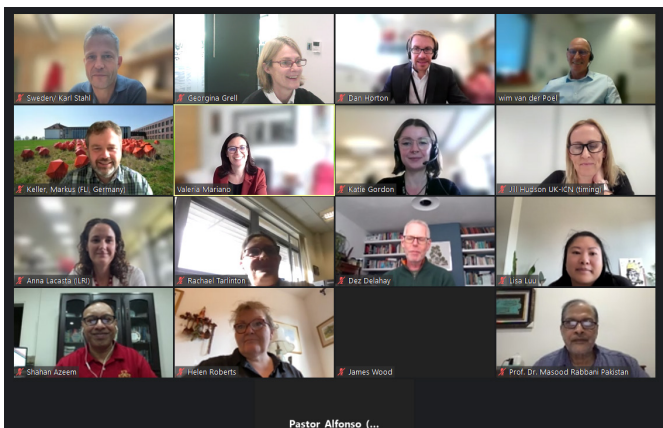 Sweden/ Karl Stahl
Georgina Grell
Dan Horton
wim van der Poel
Keller, Markus (FLI, Germany)
Valeria Mariano
Katie Gordon
Jill Hudson UK-ICN (timing)
Anna Lacasta (ILRI)
Rachael Tarlinton
Dez Delahay
Lisa Luu
Shahan Azeem
Helen Roberts
James Wood
Prof. Dr. Masood Rabbani Pakistan
Pastor Alfonso (...